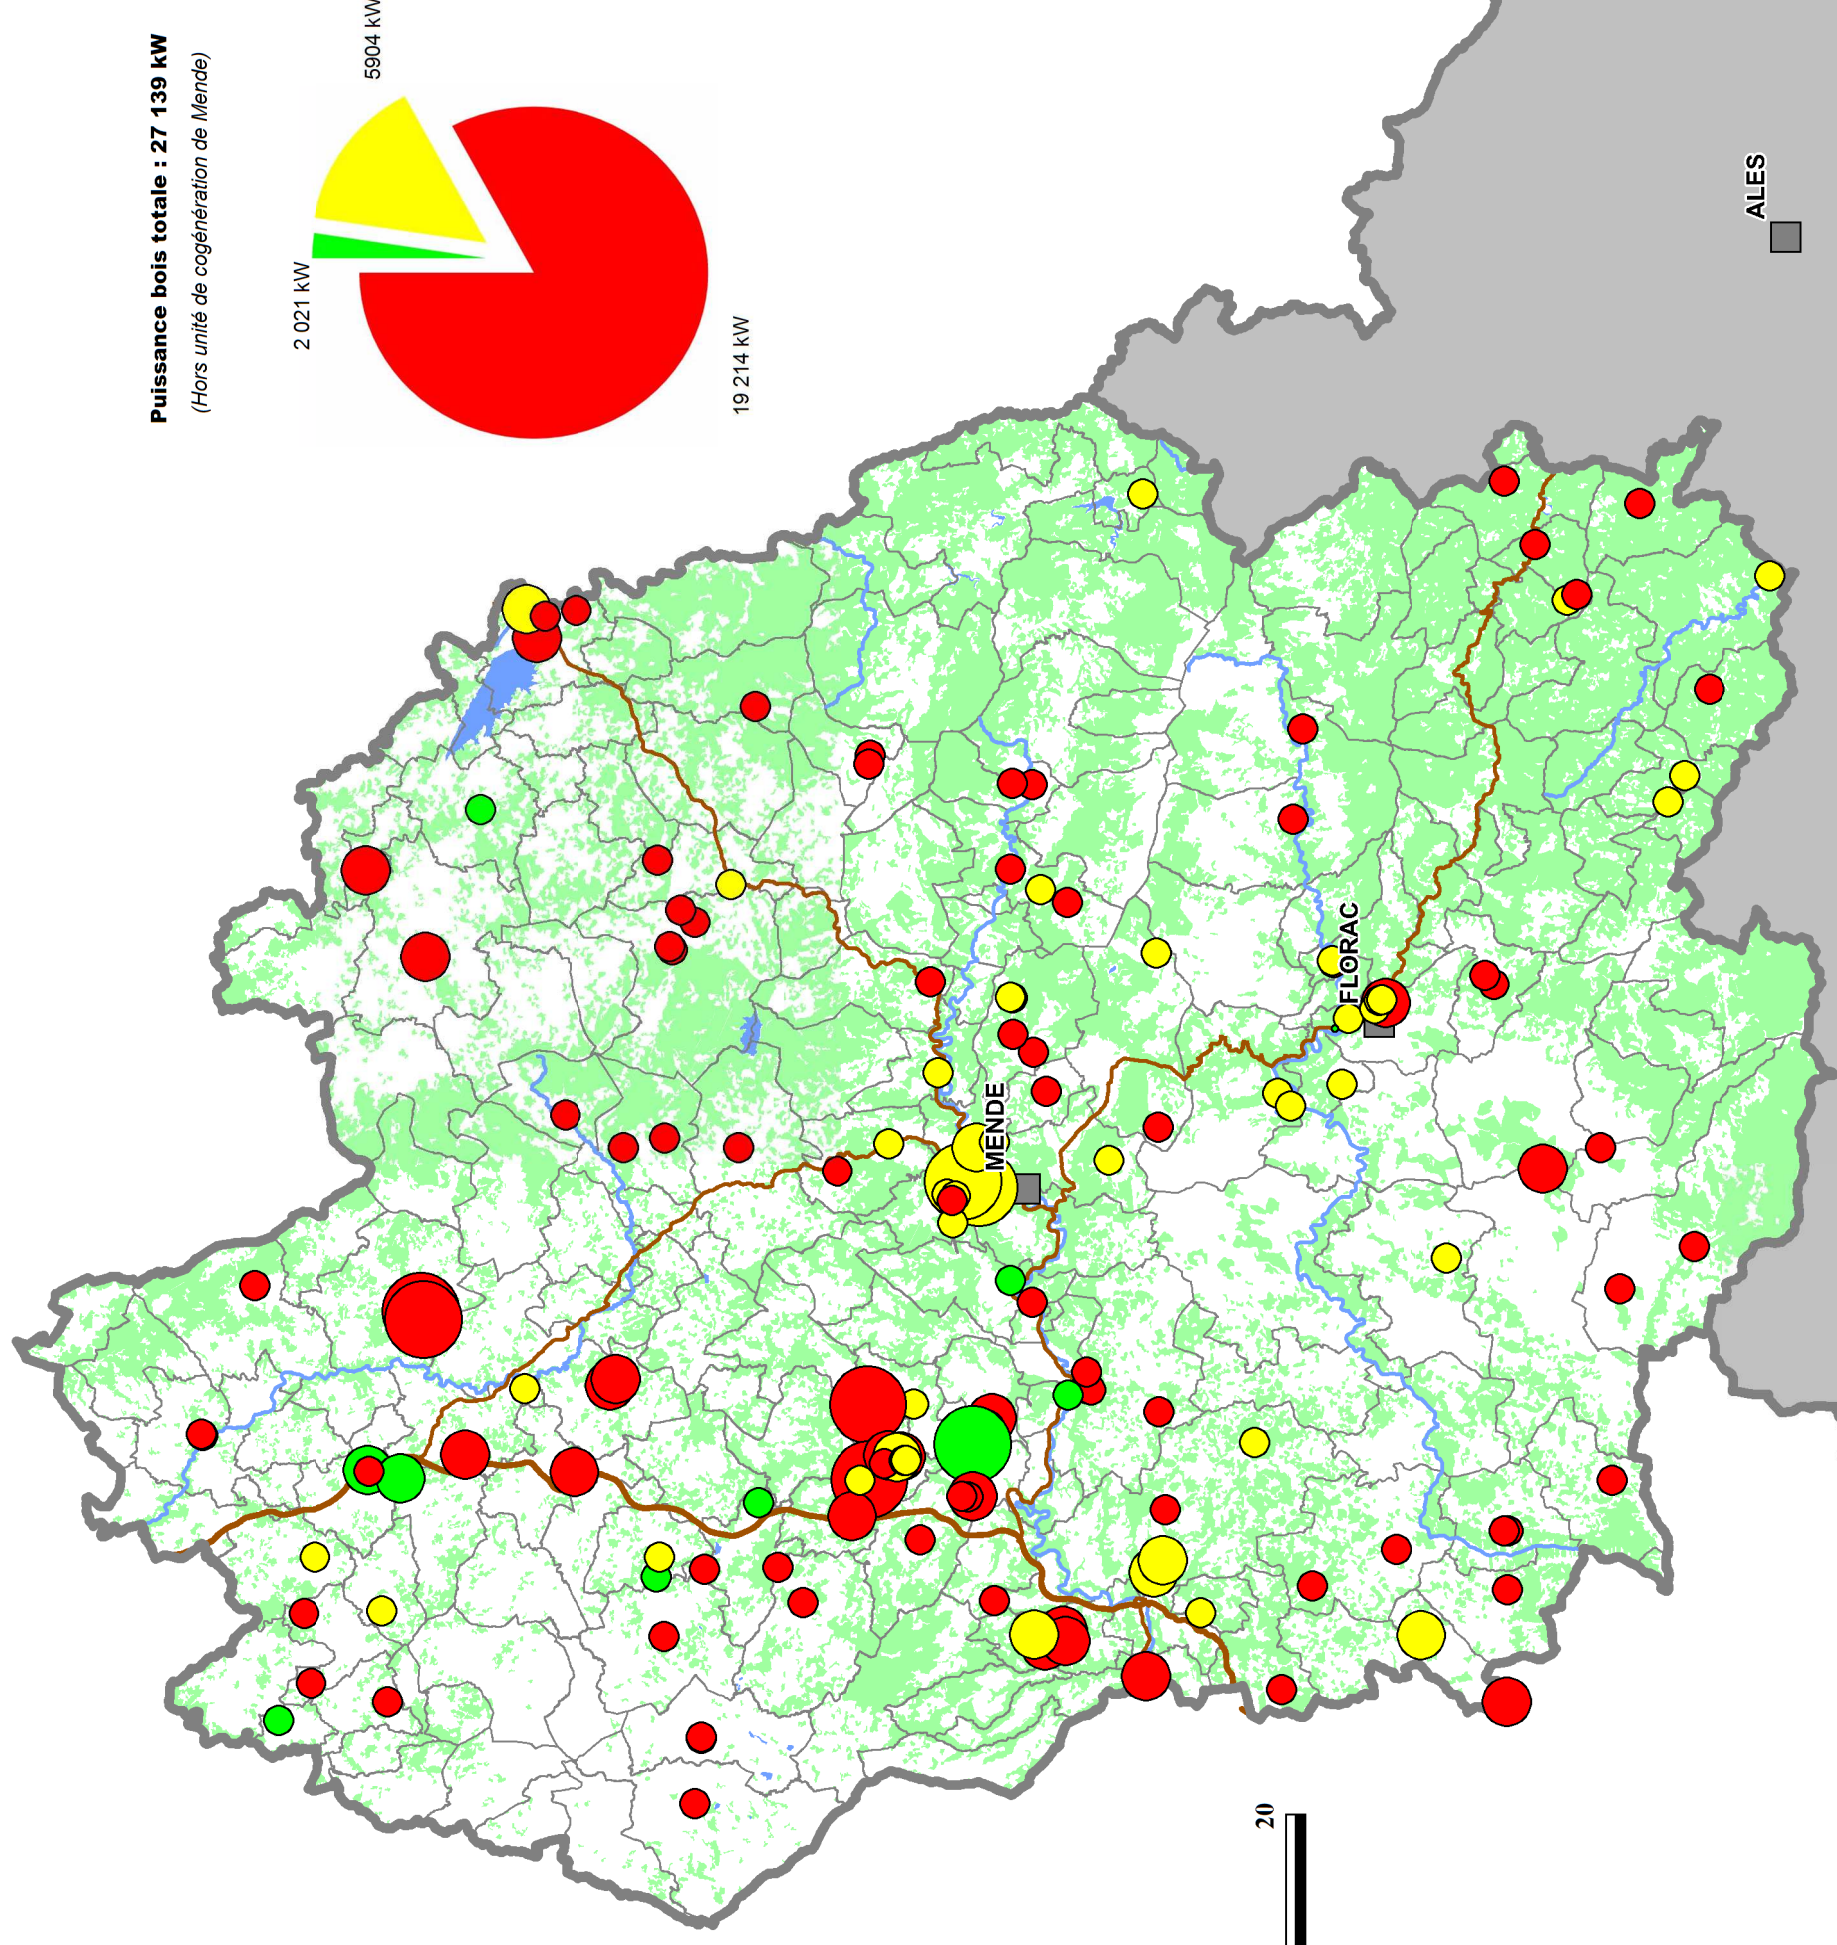 Puissance bois totale : 27 139 kW
(Hors unité de cogénération de Mende)
2 021 kW
5904 kW
19 214 kW
MENDE
FLORAC
ALES
20